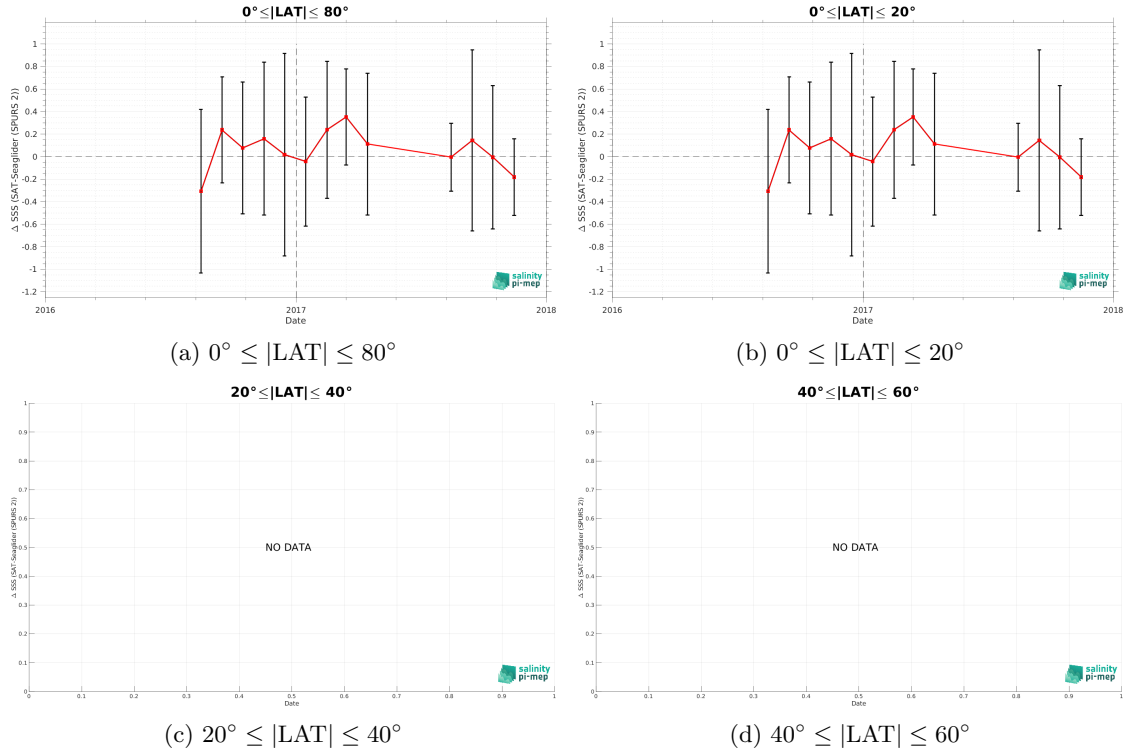 0°≤|LAT|≤ 80°
Δ SSS (SAT-Seaglider (SPURS 2))
1
0.8
0.6
0.4
0.2
0
-0.2
-0.4
-0.6
-0.8
-1
-1.2
2016
2017
2018
Date
salinity
pi-mep
(a) 0° ≤ |LAT| ≤ 80°
0°≤|LAT|≤ 20°
Δ SSS (SAT-Seaglider (SPURS 2))
1
0.8
0.6
0.4
0.2
0
-0.2
-0.4
-0.6
-0.8
-1
-1.2
2016
2017
2018
Date
salinity
pi-mep
(b) 0° ≤ |LAT| ≤ 20°
20°≤|LAT|≤ 40°
Δ SSS (SAT-Seaglider (SPURS 2))
1
0.9
0.8
0.7
0.6
0.5
0.4
0.3
0.2
0.1
0
NO DATA
0 0.1 0.2 0.3 0.4 0.5 0.6 0.7 0.8 0.9 1
Date
salinity
pi-mep
(c) 20° ≤ |LAT| ≤ 40°
40°≤|LAT|≤ 60°
Δ SSS (SAT-Seaglider (SPURS 2))
1
0.9
0.8
0.7
0.6
0.5
0.4
0.3
0.2
0.1
0
NO DATA
0 0.1 0.2 0.3 0.4 0.5 0.6 0.7 0.8 0.9 1
Date
salinity
pi-mep
(d) 40° ≤ |LAT| ≤ 60°